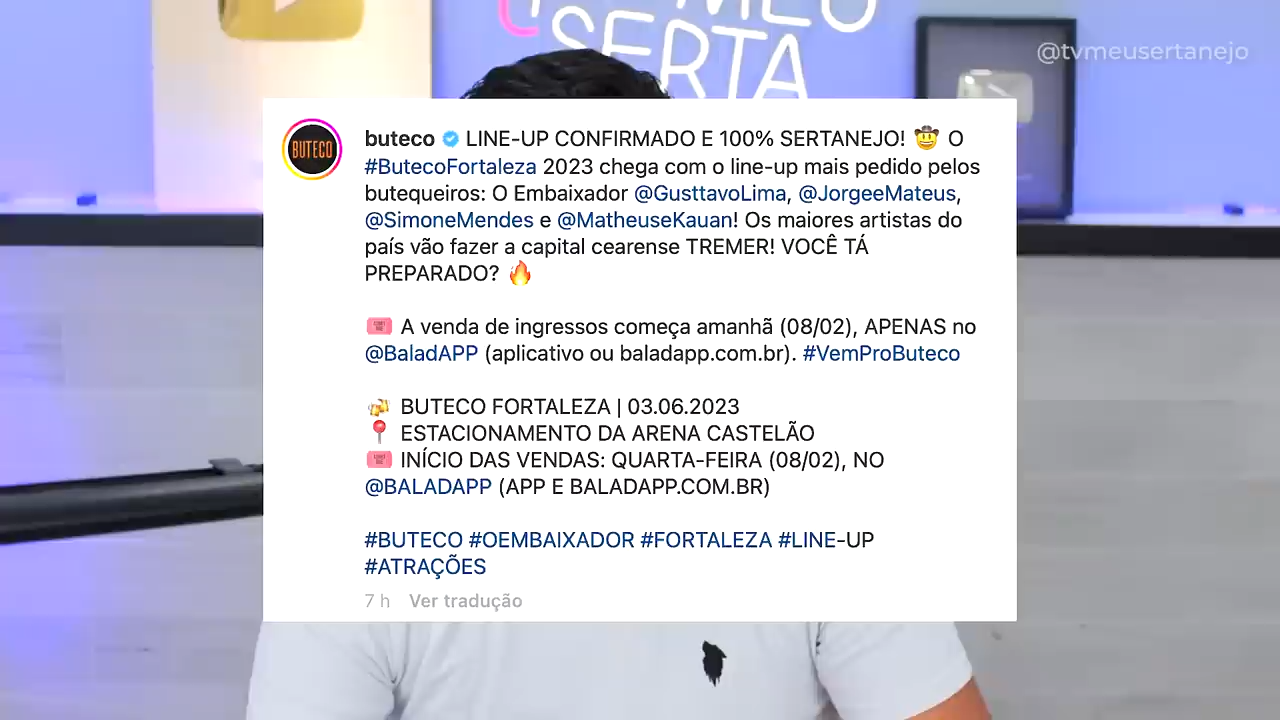 MEU
SERTA
@tvmeusertanejo
BUTECO
buteco LINE-UP CONFIRMADO E 100% SERTANEJO! 🤠 O
#ButecoFortaleza 2023 chega com o line-up mais pedido pelos
butequeiros: O Embaixador @GusttavoLima, @JorgeeMateus,
@SimoneMendes e @MatheuseKauan! Os maiores artistas do
país vão fazer a capital cearense TREMER! VOCÊ TÁ
PREPARADO? 🔥
🎟️ A venda de ingressos começa amanhã (08/02), APENAS no
@BaladAPP (aplicativo ou baladapp.com.br). #VemProButeco
🍻 BUTECO FORTALEZA | 03.06.2023
📍 ESTACIONAMENTO DA ARENA CASTELÃO
🎟️ INÍCIO DAS VENDAS: QUARTA-FEIRA (08/02), NO
@BALADAPP (APP E BALADAPP.COM.BR)
#BUTECO #OEMBAIXADOR #FORTALEZA #LINE-UP
#ATRAÇÕES
7 h Ver tradução